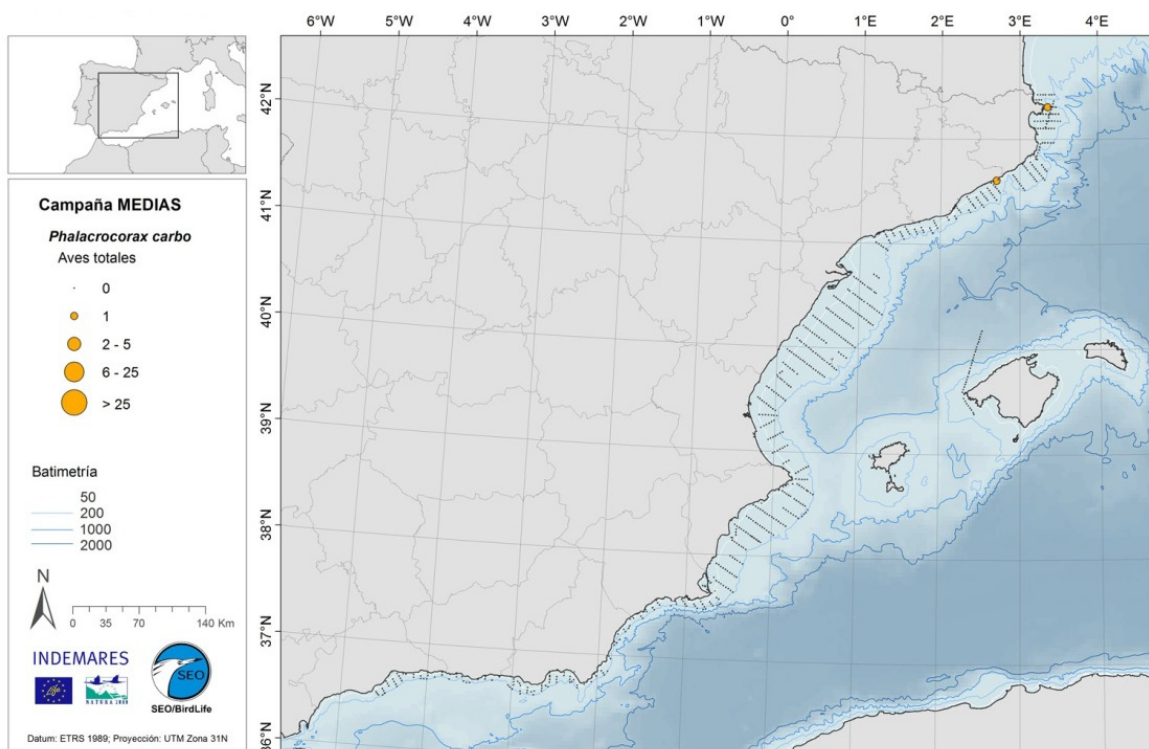 6°W 5°W 4°W 3°W 2°W 1°W 0° 1°E 2°E 3°E 4°E
42°N
41°N
40°N
39°N
38°N
37°N
36°N
Campaña MEDIAS
Phalacrocorax carbo
Aves totales
0
1
2 - 5
6 - 25
> 25
Batimetría
50
200
1000
2000
N
0 35 70 140 Km
INDEMARES
NATURA 2000
SEO
SEO/BirdLife
Datum: ETRS 1989; Proyección: UTM Zona 31N